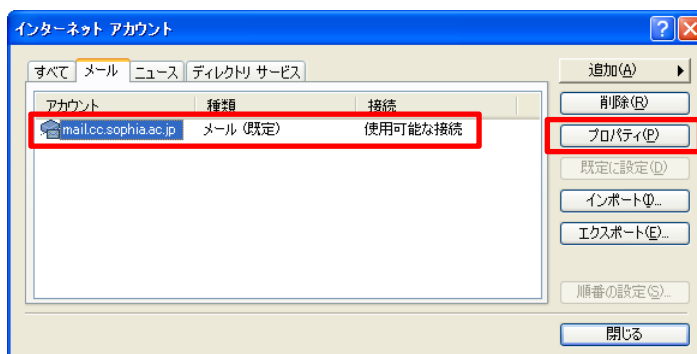 インターネット アカウント
すべて メール ニュース ディレクトリ サービス
アカウント 種類 接続
mail.cc.sophia.ac.jp メール (既定) 使用可能な接続
追加(A)
削除(R)
プロパティ(P)
既定に設定(D)
インポート(I)...
エクスポート(E)...
順番の設定(S)...
閉じる